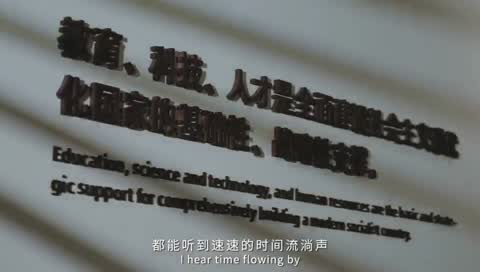 教育、科技、人才是全面建设社会主义现代
化国家的基础性、战略性支撑。
Education, science and technology, and human resources are the basic and strate-
gic support for comprehensively building a modern socialist country.
都能听到速速的时间流淌声
I hear time flowing by